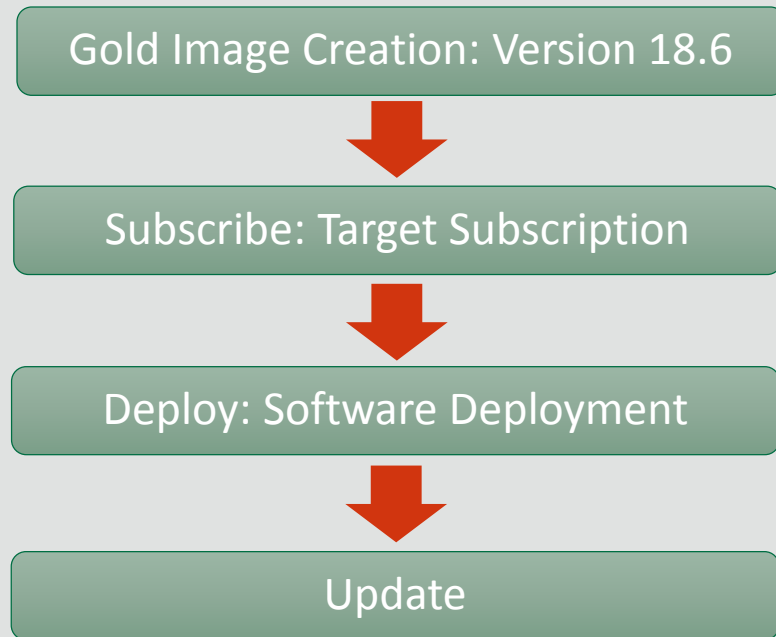 Gold Image Creation: Version 18.6
Subscribe: Target Subscription
Deploy: Software Deployment
Update